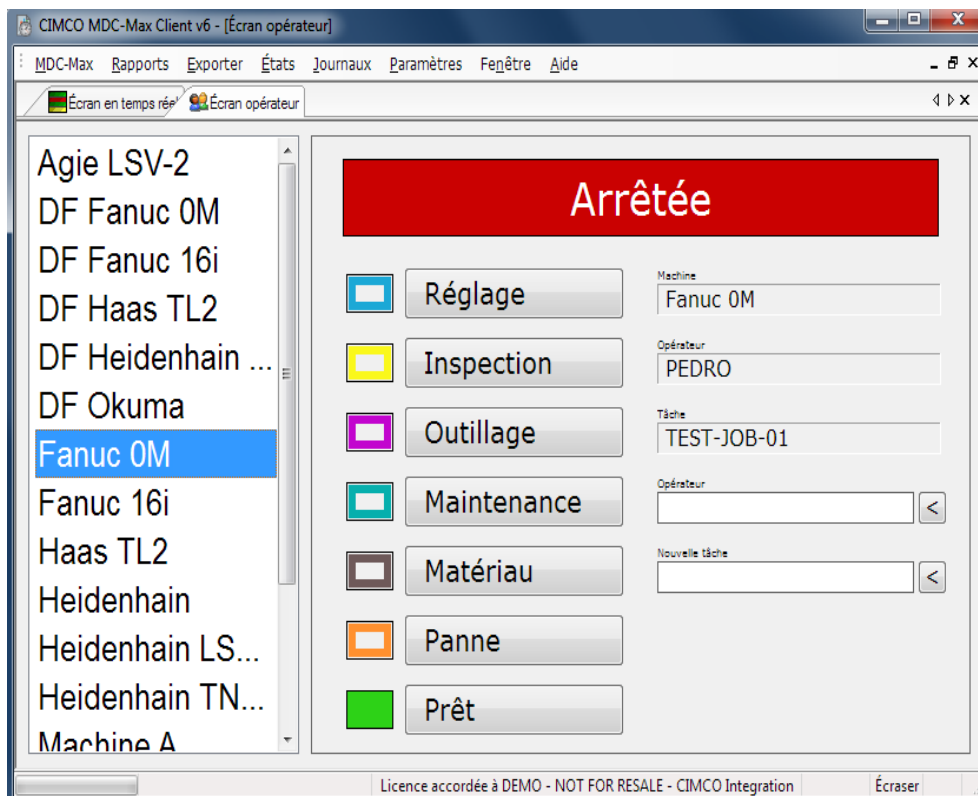 CIMCO MDC-Max Client v6 - [Écran opérateur]
MDC-Max Rapports Exporter États Journaux Paramètres Fenêtre Aide
Écran en temps rée
Écran opérateur
Agie LSV-2
DF Fanuc 0M
DF Fanuc 16i
DF Haas TL2
DF Heidenhain ...
DF Okuma
Fanuc 0M
Fanuc 16i
Haas TL2
Heidenhain
Heidenhain LS...
Heidenhain TN...
Machine A
Arrêtée
Réglage
Inspection
Outillage
Maintenance
Matériau
Panne
Prêt
Machine
Fanuc 0M
Opérateur
PEDRO
Tâche
TEST-JOB-01
Opérateur
<
Nouvelle tâche
<
Licence accordée à DEMO - NOT FOR RESALE - CIMCO Integration
Écraser